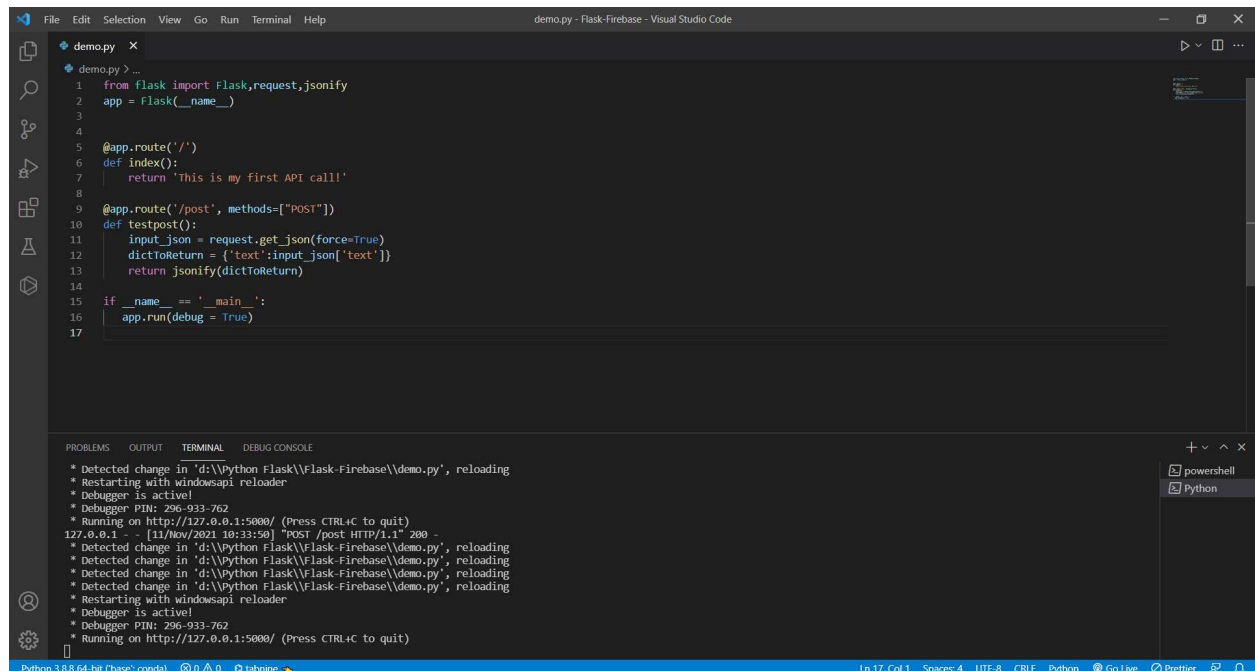 File Edit Selection View Go Run Terminal Help
demo.py - Flask-Firebase - Visual Studio Code
demo.py
demo.py > ...
1 from flask import Flask,request,jsonify
2 app = Flask(__name__)
3
4
5 @app.route('/')
6 def index():
7     return 'This is my first API call!'
8
9 @app.route('/post', methods=["POST"])
10 def testpost():
11     input_json = request.get_json(force=True)
12     dictToReturn = {'text':input_json['text']}
13     return jsonify(dictToReturn)
14
15 if __name__ == '__main__':
16    app.run(debug = True)
17
PROBLEMS OUTPUT TERMINAL DEBUG CONSOLE
powershell
Python
* Detected change in 'd:\\Python Flask\\Flask-Firebase\\demo.py', reloading
* Restarting with windowsapi reloader
* Debugger is active!
* Debugger PIN: 296-933-762
* Running on http://127.0.0.1:5000/ (Press CTRL+C to quit)
127.0.0.1 - - [11/Nov/2021 10:33:50] "POST /post HTTP/1.1" 200 -
* Detected change in 'd:\\Python Flask\\Flask-Firebase\\demo.py', reloading
* Detected change in 'd:\\Python Flask\\Flask-Firebase\\demo.py', reloading
* Detected change in 'd:\\Python Flask\\Flask-Firebase\\demo.py', reloading
* Detected change in 'd:\\Python Flask\\Flask-Firebase\\demo.py', reloading
* Restarting with windowsapi reloader
* Debugger is active!
* Debugger PIN: 296-933-762
* Running on http://127.0.0.1:5000/ (Press CTRL+C to quit)
Python 3.8.8 64-bit ('base': conda) 0 0 tabnine Ln 17, Col 1 Spaces: 4 UTF-8 CRLF Python Go Live Prettier